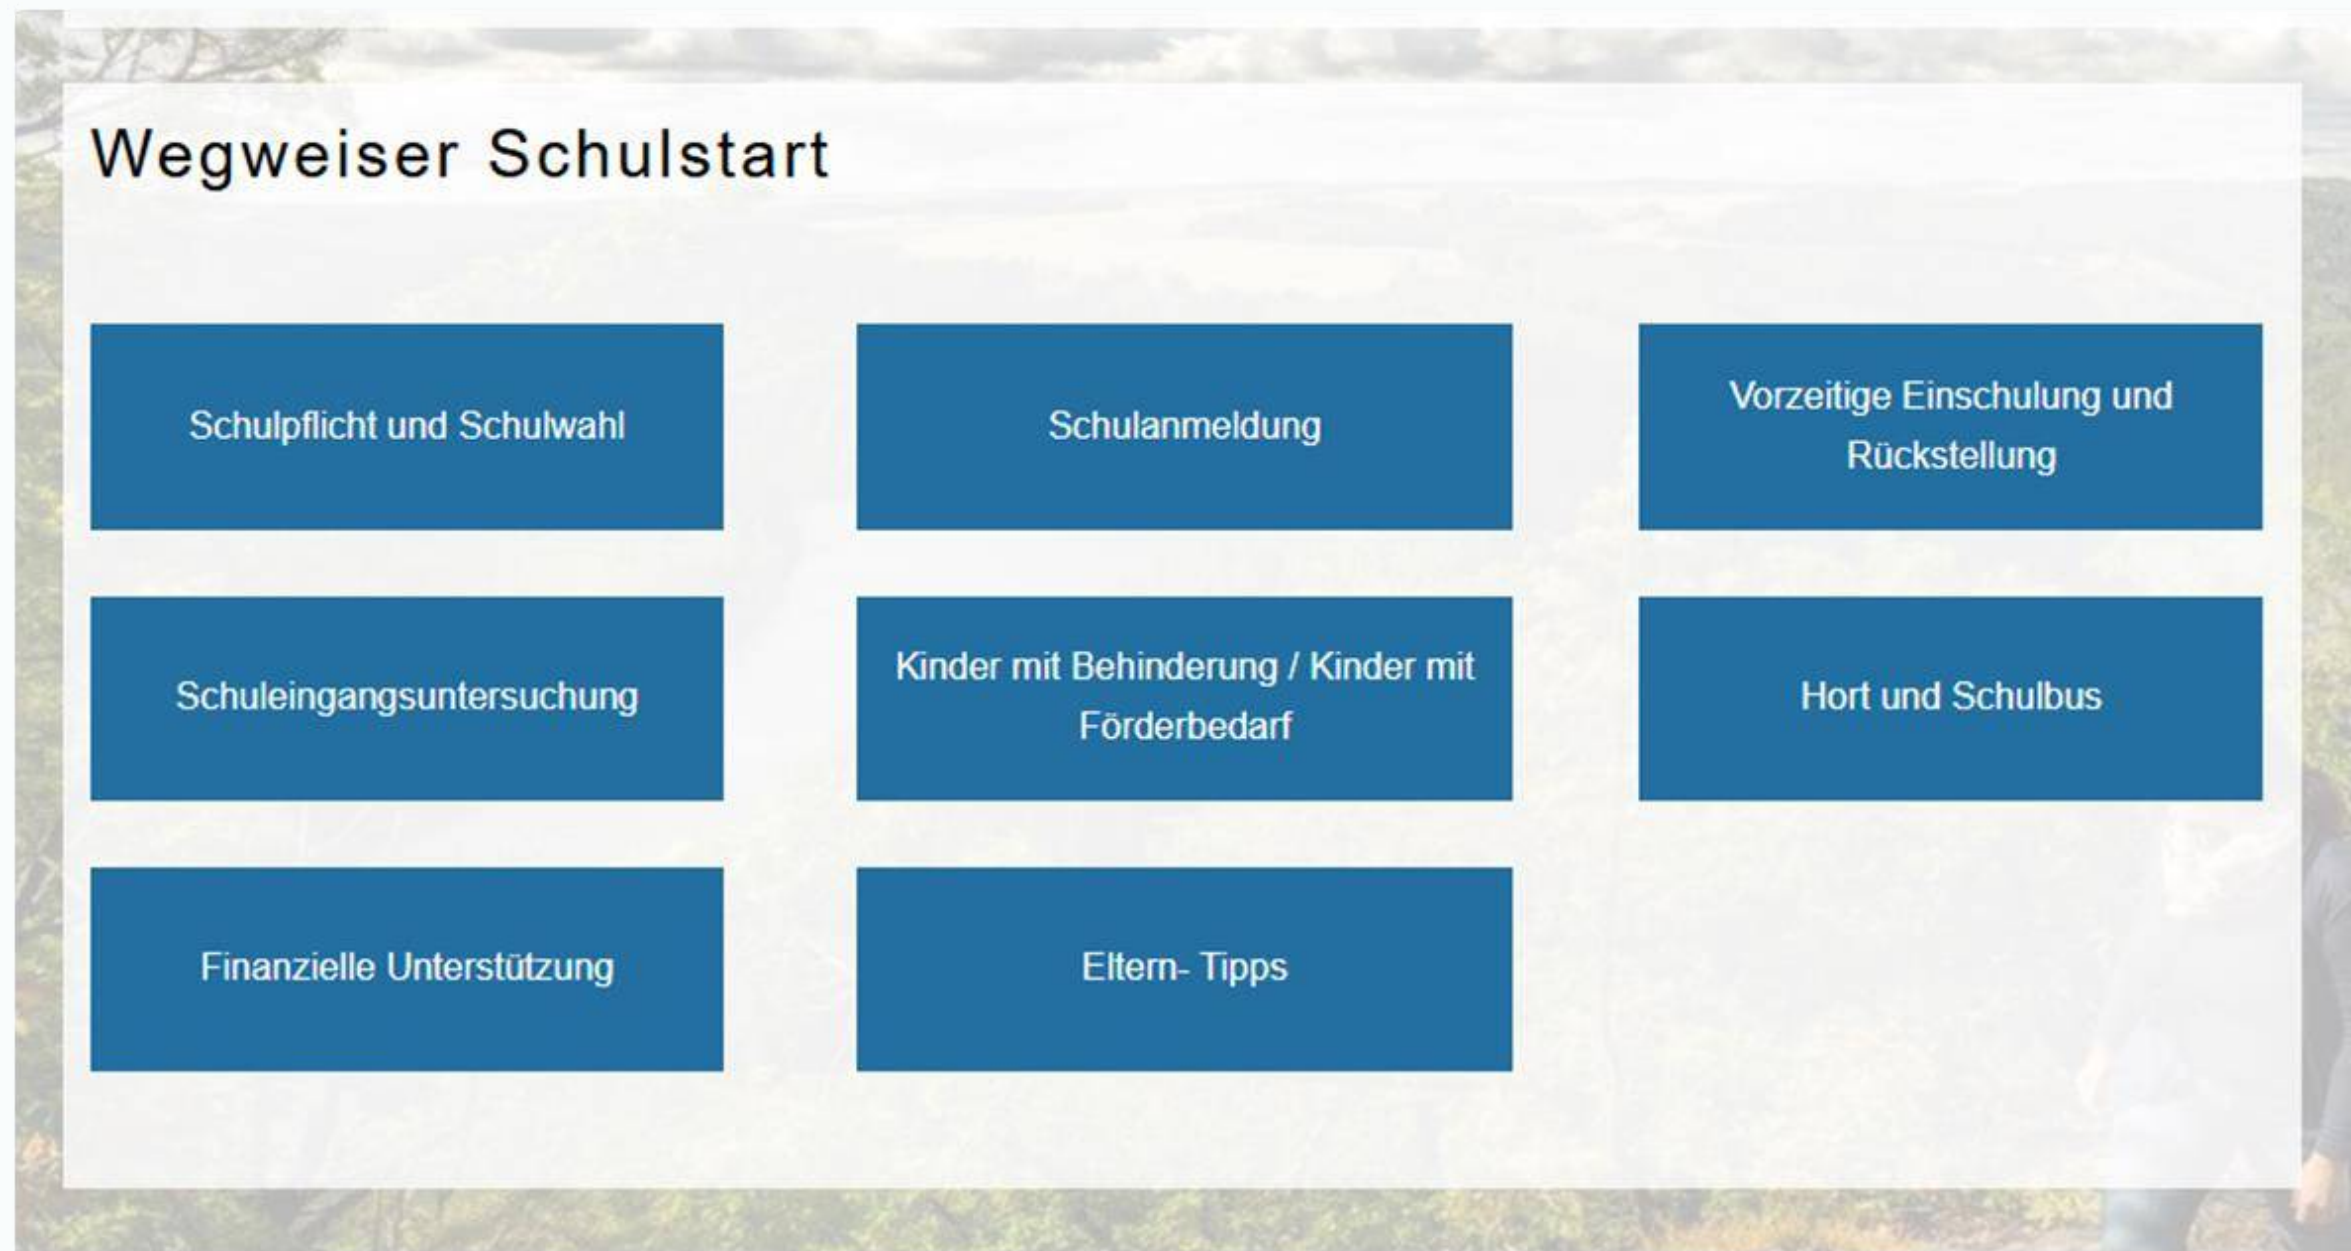 Wegweiser Schulstart
Schulpflicht und Schulwahl
Schulanmeldung
Vorzeitige Einschulung und
Rückstellung
Schuleingangsuntersuchung
Kinder mit Behinderung / Kinder mit
Förderbedarf
Hort und Schulbus
Finanzielle Unterstützung
Eltern- Tipps